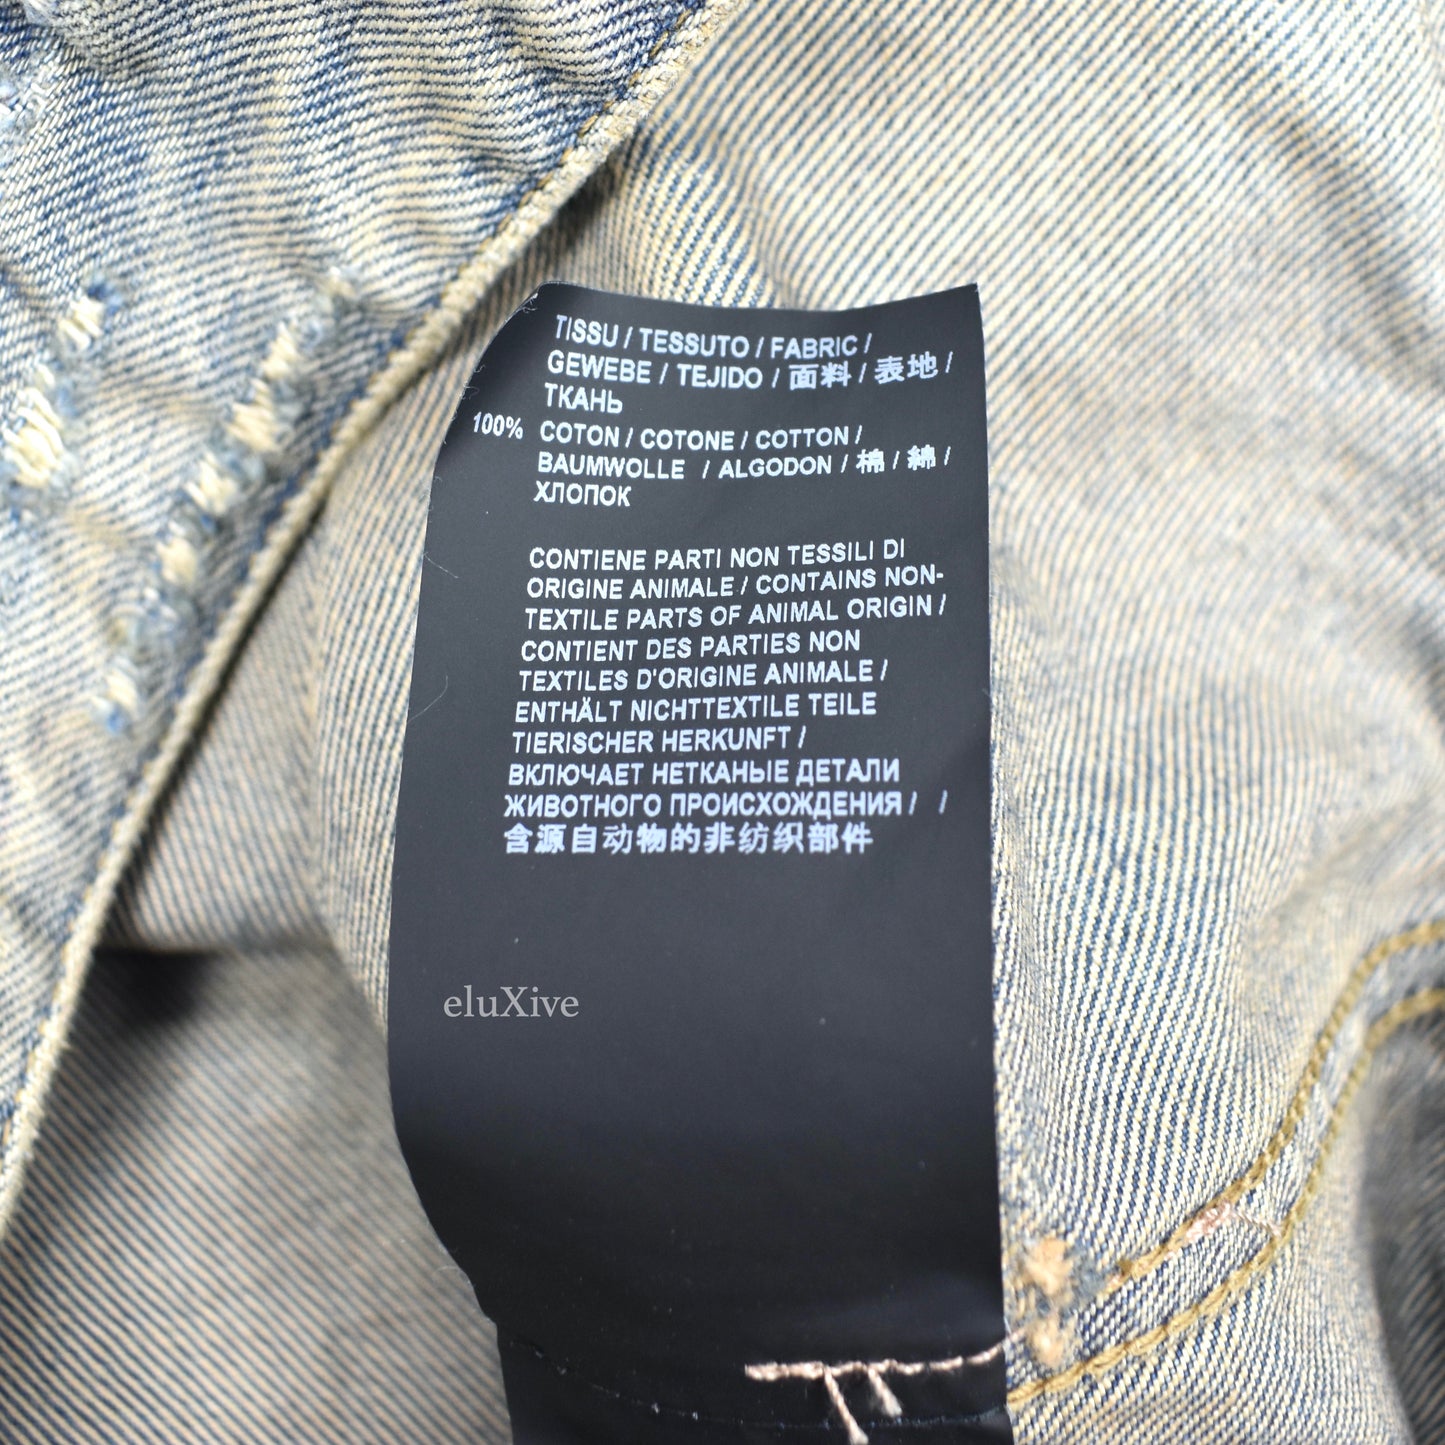 TISSU / TESSUTO / FABRIC /
GEWEBE / TEJIDO / 面料 / 表地 /
ТКАНЬ
100% COTON / COTONE / COTTON /
BAUMWOLLE / ALGODON / 棉 / 綿 /
ХЛОПОК
CONTIENE PARTI NON TESSILI DI
ORIGINE ANIMALE / CONTAINS NON-
TEXTILE PARTS OF ANIMAL ORIGIN /
CONTIENT DES PARTIES NON
TEXTILES D'ORIGINE ANIMALE /
ENTHÄLT NICHTTEXTILE TEILE
TIERISCHER HERKUNFT /
ВКЛЮЧАЕТ НЕТКАНЫЕ ДЕТАЛИ
ЖИВОТНОГО ПРОИСХОЖДЕНИЯ / /
含源自动物的非纺织部件
eluXive